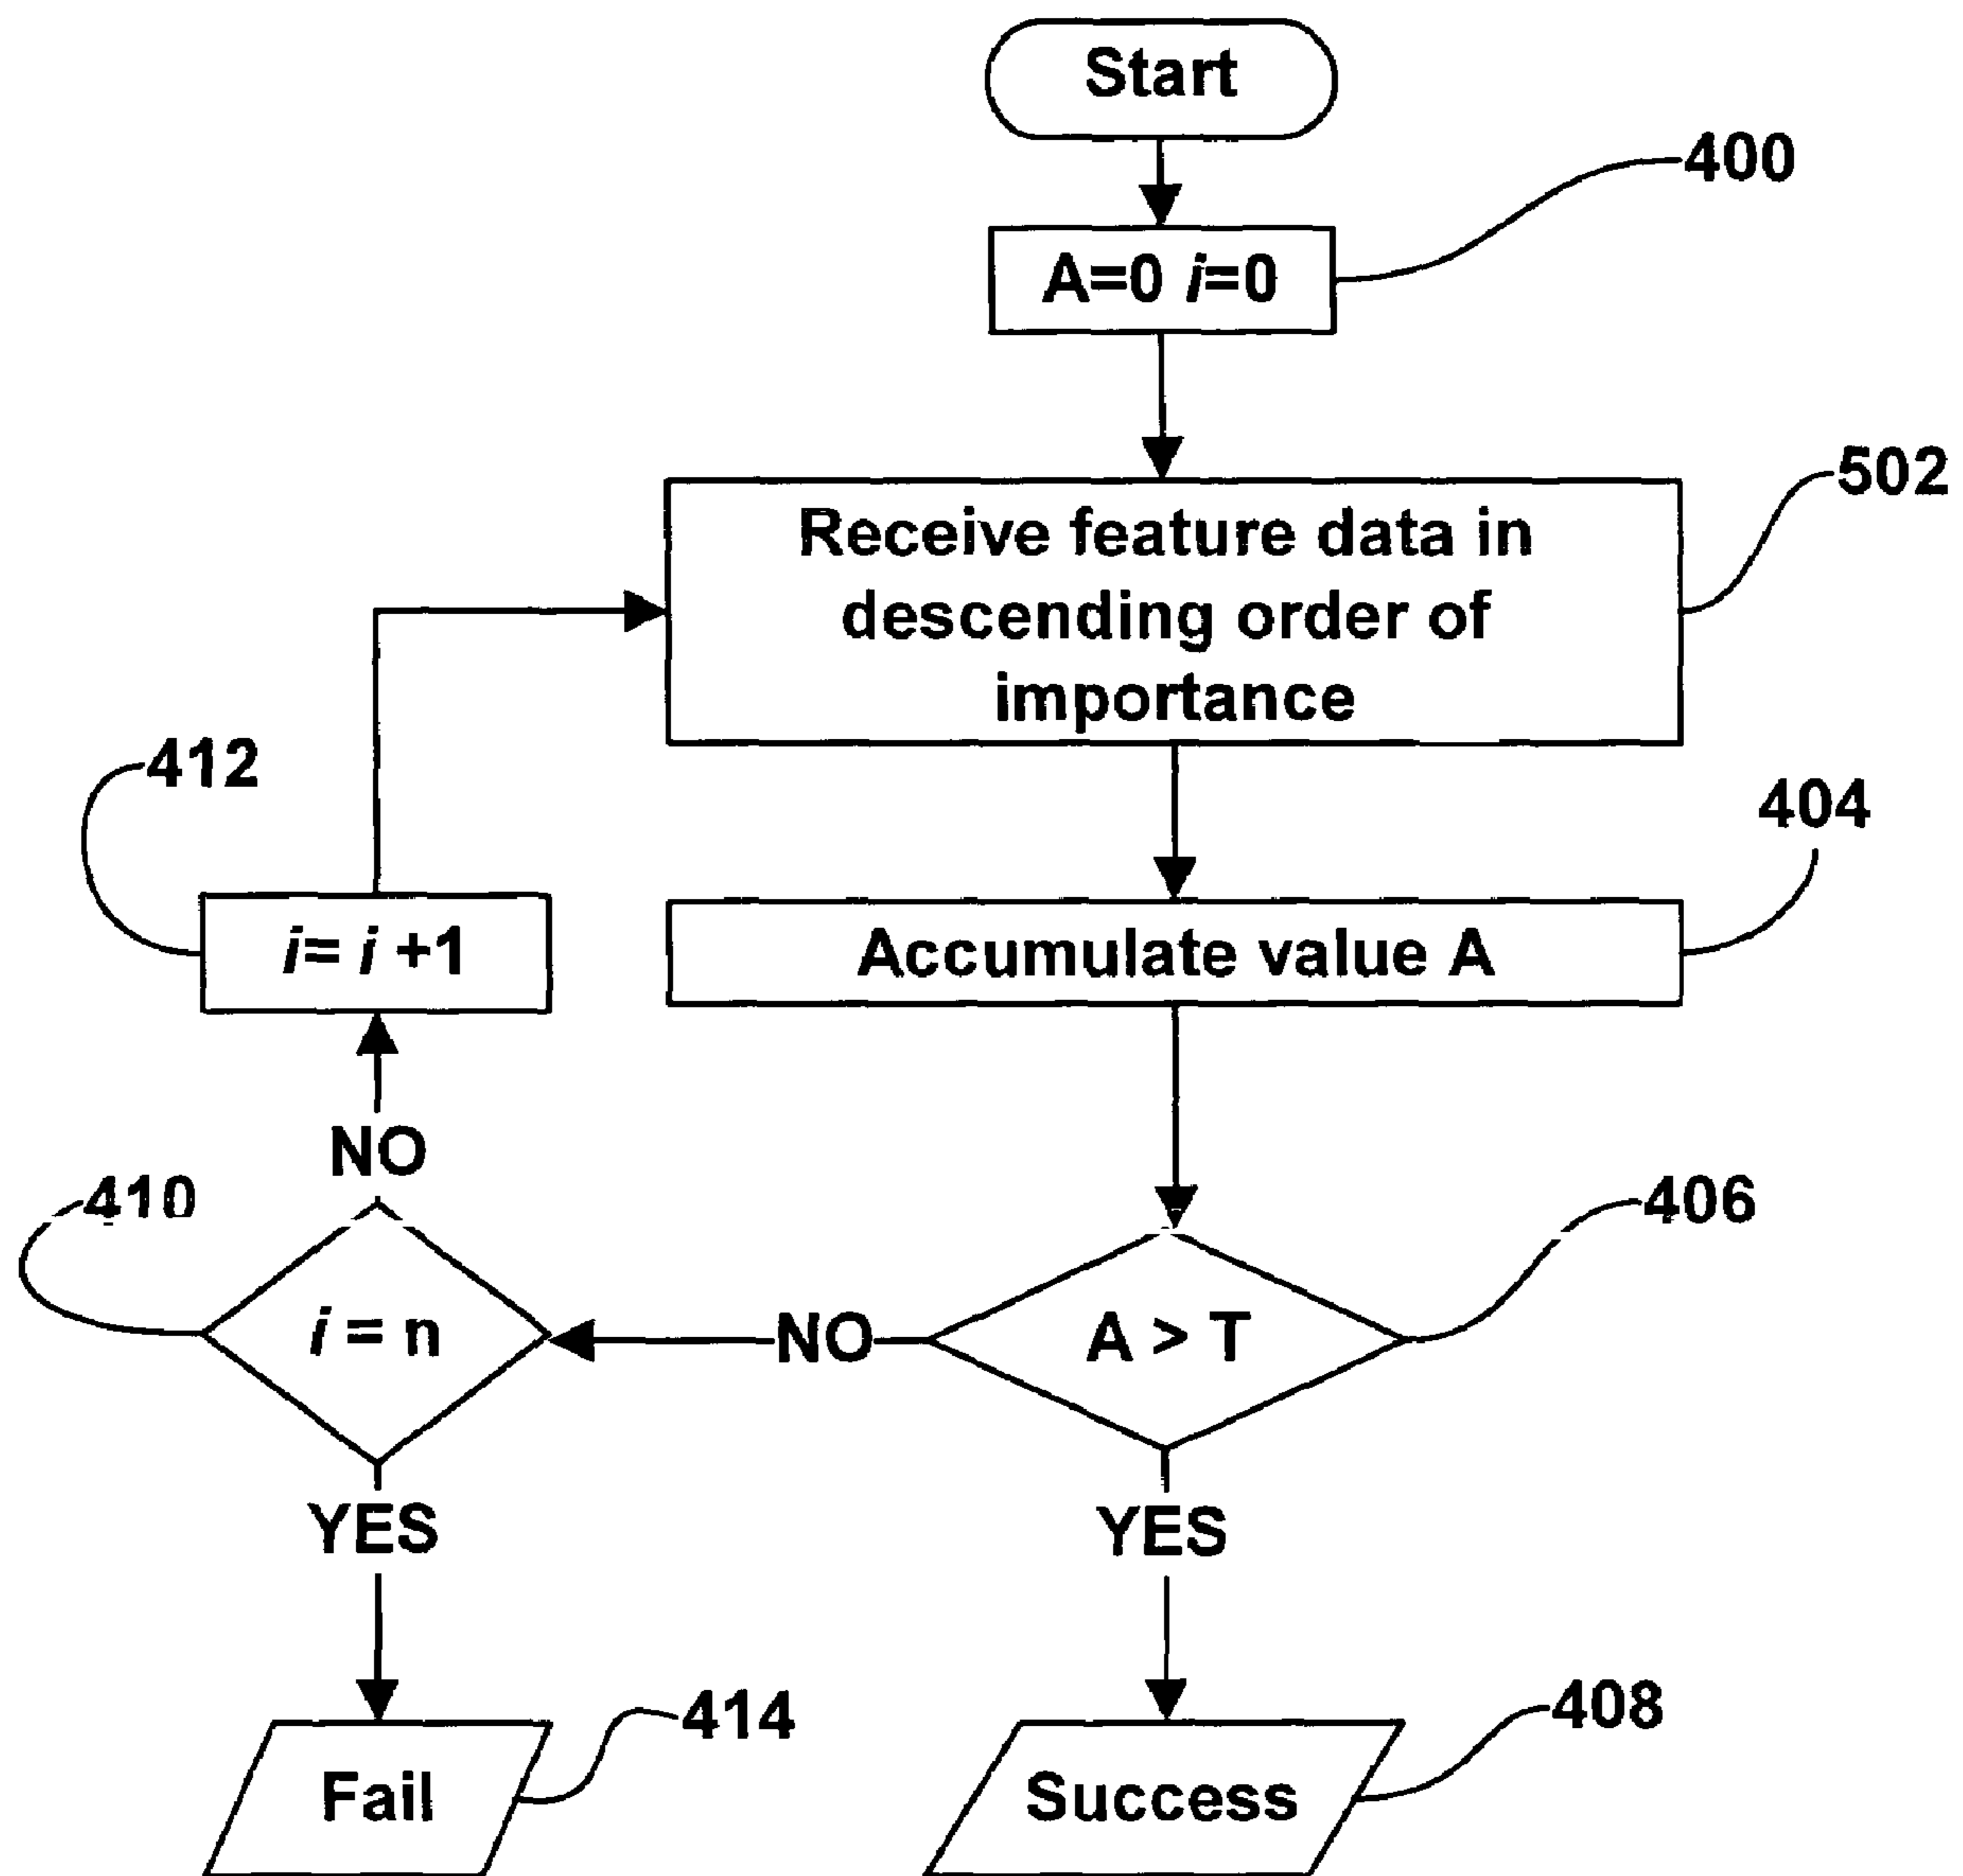 Start
400
A=0 i=0
502
Receive feature data in
descending order of
importance
412
404
i= i +1
Accumulate value A
NO
410
406
i = n
NO
A > T
YES
YES
414
408
Fail
Success